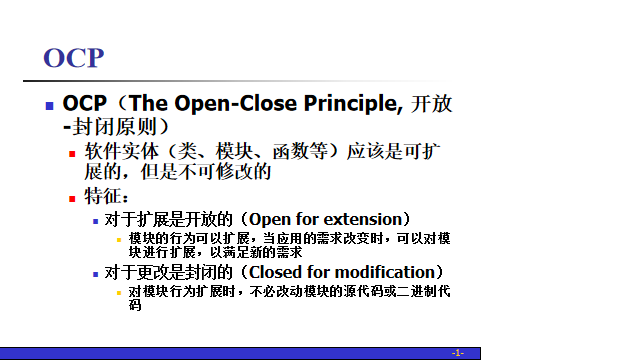 OCP
OCP（The Open-Close Principle, 开放
-封闭原则）
软件实体（类、模块、函数等）应该是可扩
展的，但是不可修改的
特征：
对于扩展是开放的（Open for extension）
模块的行为可以扩展，当应用的需求改变时，可以对模
块进行扩展，以满足新的需求
对于更改是封闭的（Closed for modification）
对模块行为扩展时，不必改动模块的源代码或二进制代
码
-1-